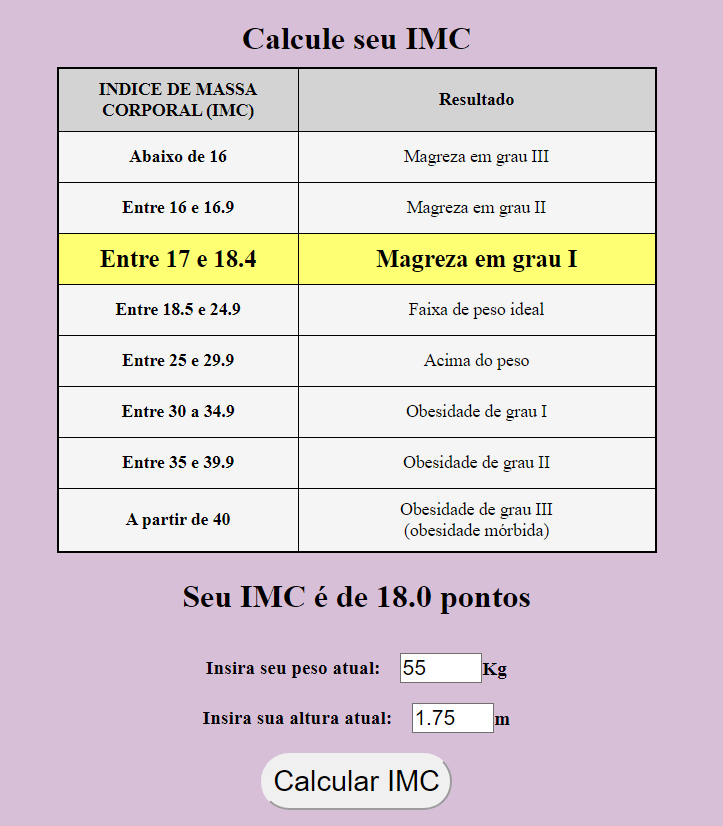 Calcule seu IMC
INDICE DE MASSA
CORPORAL (IMC)
Resultado
Abaixo de 16
Magreza em grau III
Entre 16 e 16.9
Magreza em grau II
Entre 17 e 18.4
Magreza em grau I
Entre 18.5 e 24.9
Faixa de peso ideal
Entre 25 e 29.9
Acima do peso
Entre 30 a 34.9
Obesidade de grau I
Entre 35 e 39.9
Obesidade de grau II
A partir de 40
Obesidade de grau III
(obesidade mórbida)
Seu IMC é de 18.0 pontos
Insira seu peso atual: 55 Kg
Insira sua altura atual: 1.75 m
Calcular IMC